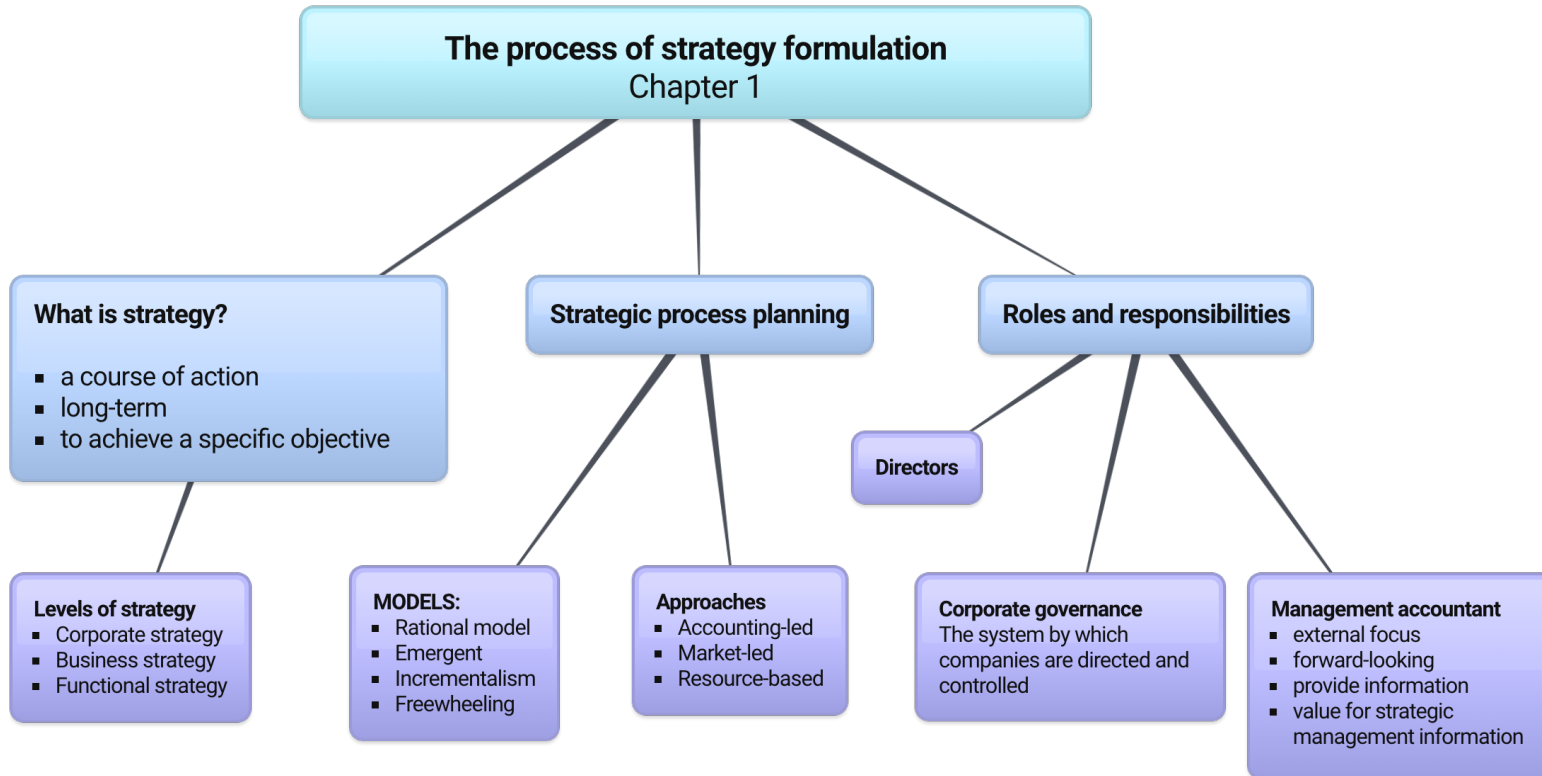 The process of strategy formulation
Chapter 1
What is strategy?
▪ a course of action
▪ long-term
▪ to achieve a specific objective
Strategic process planning
Roles and responsibilities
Directors
Levels of strategy
▪ Corporate strategy
▪ Business strategy
▪ Functional strategy
MODELS:
▪ Rational model
▪ Emergent
▪ Incrementalism
▪ Freewheeling
Approaches
▪ Accounting-led
▪ Market-led
▪ Resource-based
Corporate governance
The system by which
companies are directed and
controlled
Management accountant
▪ external focus
▪ forward-looking
▪ provide information
▪ value for strategic
management information